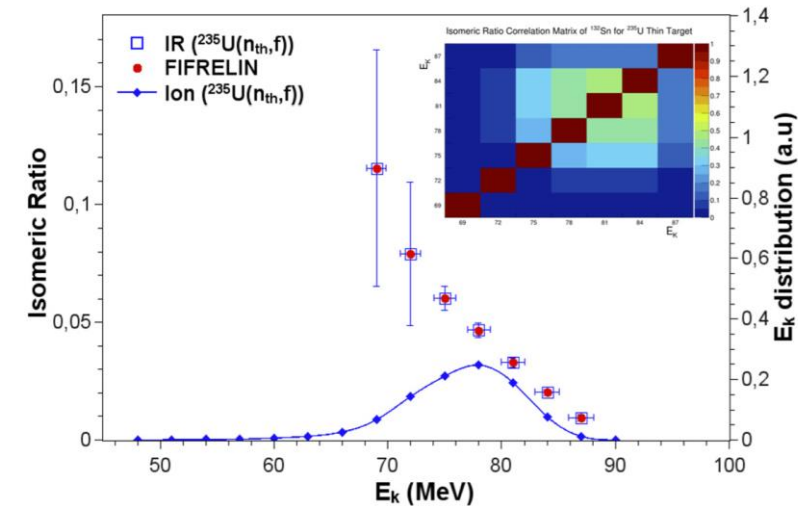 IR (²³⁵U(nₜₕ,f))
FIFRELIN
Ion (²³⁵U(nₜₕ,f))
Isomeric Ratio Correlation Matrix of ¹³²Sn for ²³⁵U Thin Target
Eₖ
87
84
81
78
75
72
69
69 72 75 78 81 84 87
Eₖ
1
0.9
0.8
0.7
0.6
0.5
0.4
0.3
0.2
0.1
0
Isomeric Ratio
0,15
0,1
0,05
0
1,4
1,2
1
0,8
0,6
0,4
0,2
0
Eₖ distribution (a.u)
50 60 70 80 90 100
Eₖ (MeV)